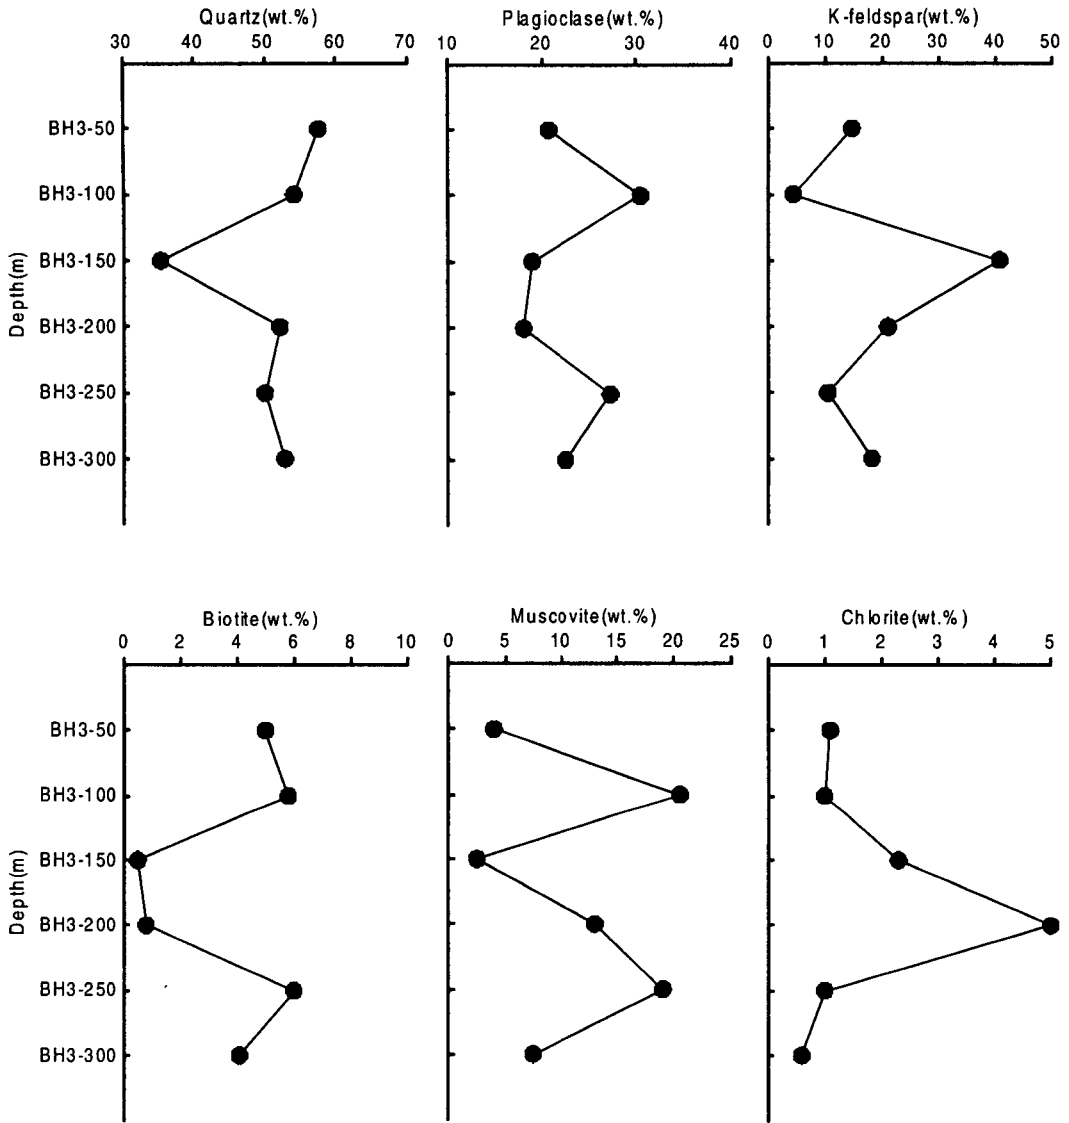 Quartz(wt.%) Plagioclase(wt.%) K-feldspar(wt.%)
30 40 50 60 70 10 20 30 40 0 10 20 30 40 50
BH3-50
BH3-100
BH3-150
BH3-200
BH3-250
BH3-300
Depth(m)
Biotite(wt.%) Muscovite(wt.%) Chlorite(wt.%)
0 2 4 6 8 10 0 5 10 15 20 25 0 1 2 3 4 5
BH3-50
BH3-100
BH3-150
BH3-200
BH3-250
BH3-300
Depth(m)